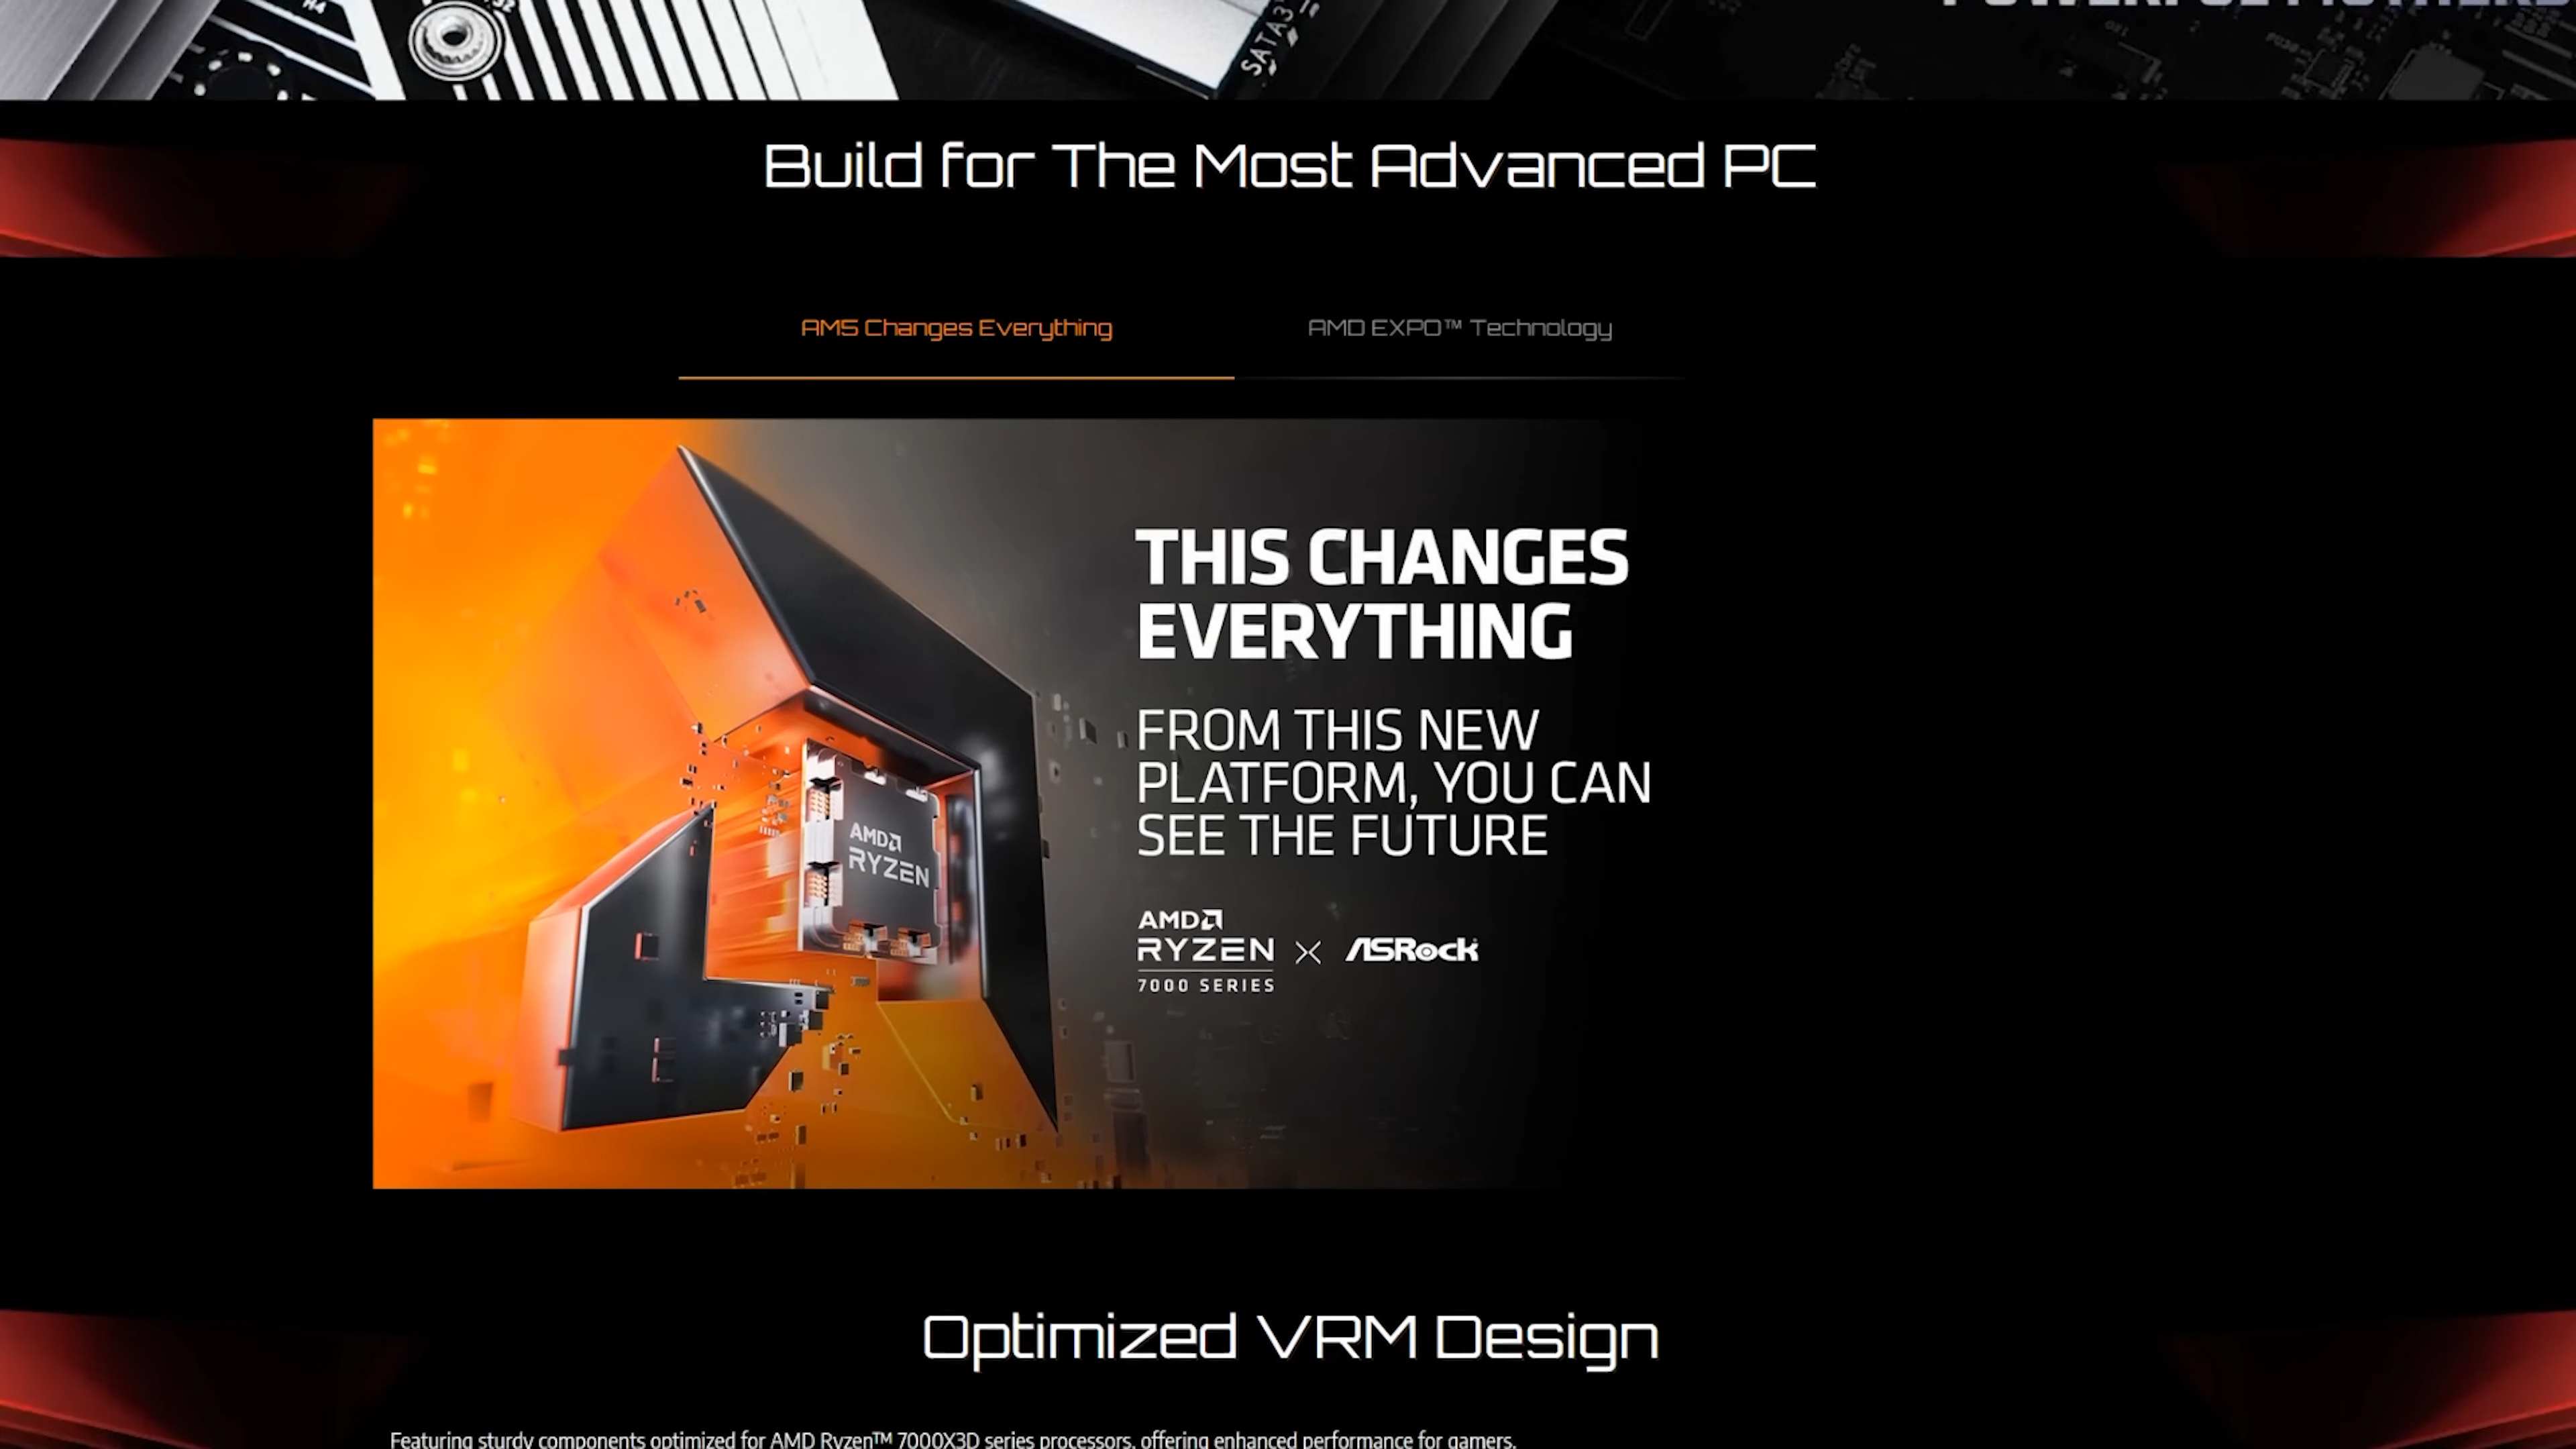 SATA3
Build for The Most Advanced PC
AM5 Changes Everything
AMD EXPO™ Technology
THIS CHANGES
EVERYTHING
FROM THIS NEW
PLATFORM, YOU CAN
SEE THE FUTURE
AMD
RYZEN
AMD
RYZEN X ASRock
7000 SERIES
Optimized VRM Design
Featuring sturdy components optimized for AMD Ryzen™ 7000X3D series processors, offering enhanced performance for gamers.